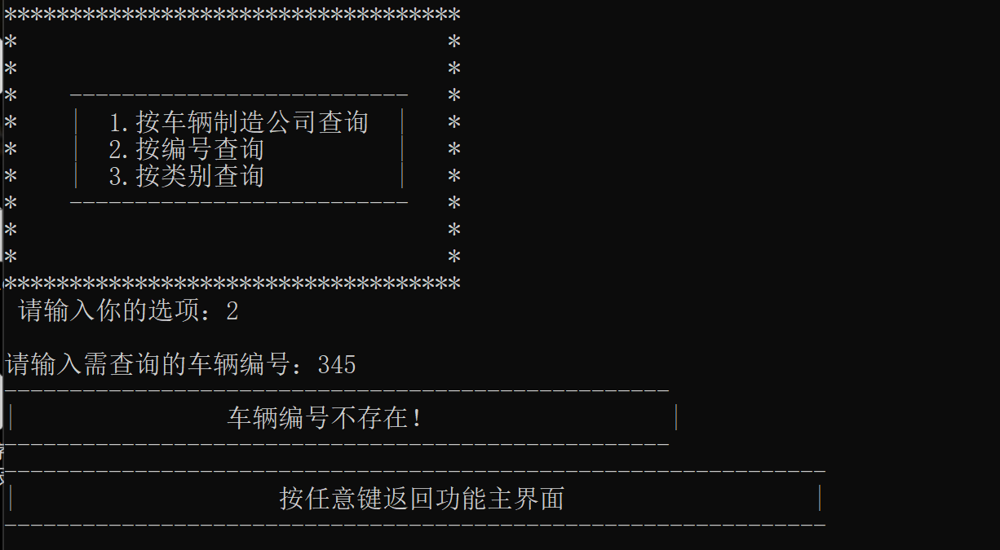 ***********************************
* *
* *
* -------------------------- *
* | 1.按车辆制造公司查询 | *
* | 2.按编号查询 | *
* | 3.按类别查询 | *
* -------------------------- *
* *
* *
***********************************
请输入你的选项：2
请输入需查询的车辆编号：345
---------------------------------------------------
| 车辆编号不存在！ |
---------------------------------------------------
---------------------------------------------------------------
| 按任意键返回功能主界面 |
---------------------------------------------------------------